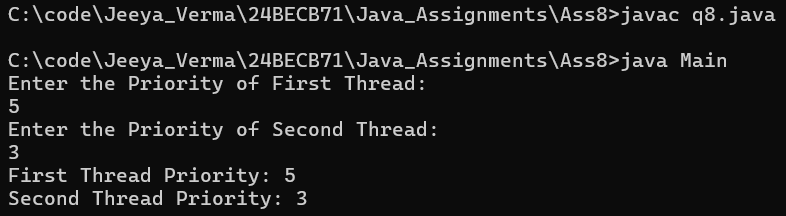 C:\code\Jeeya_Verma\24BECB71\Java_Assignments\Ass8>javac q8.java
C:\code\Jeeya_Verma\24BECB71\Java_Assignments\Ass8>java Main
Enter the Priority of First Thread:
5
Enter the Priority of Second Thread:
3
First Thread Priority: 5
Second Thread Priority: 3